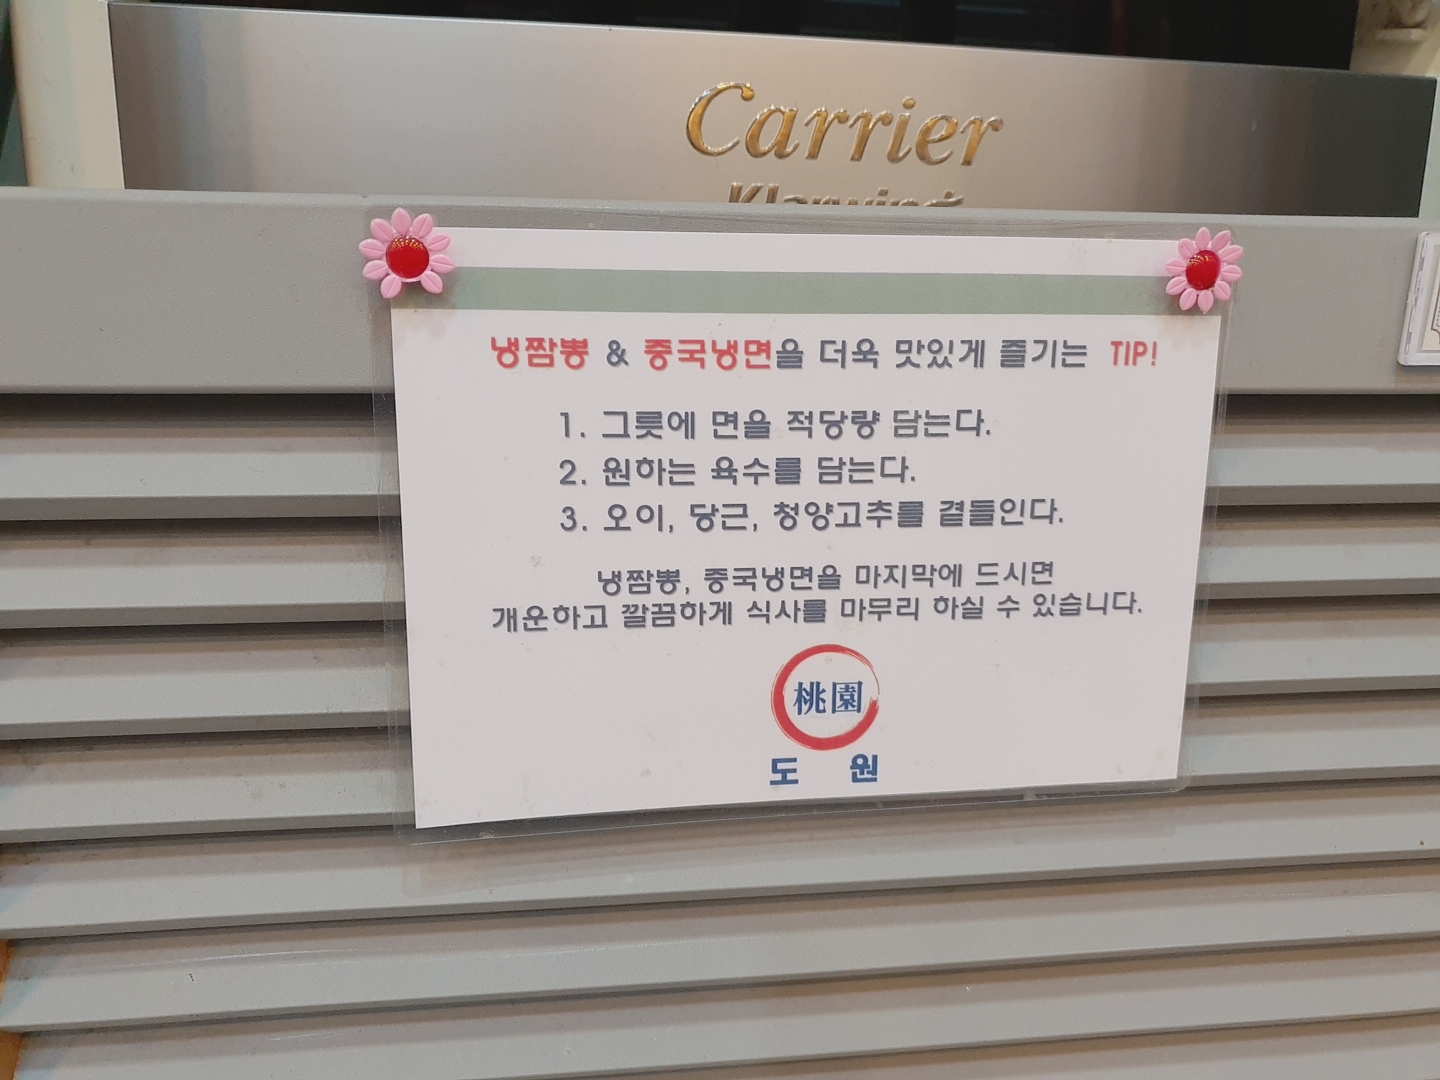 Carrier
냉짬뽕 & 중국냉면을 더욱 맛있게 즐기는 TIP!
1. 그릇에 면을 적당량 담는다.
2. 원하는 육수를 담는다.
3. 오이, 당근, 청양고추를 곁들인다.
냉짬뽕, 중국냉면을 마지막에 드시면
개운하고 깔끔하게 식사를 마무리 하실 수 있습니다.
桃園
도 원